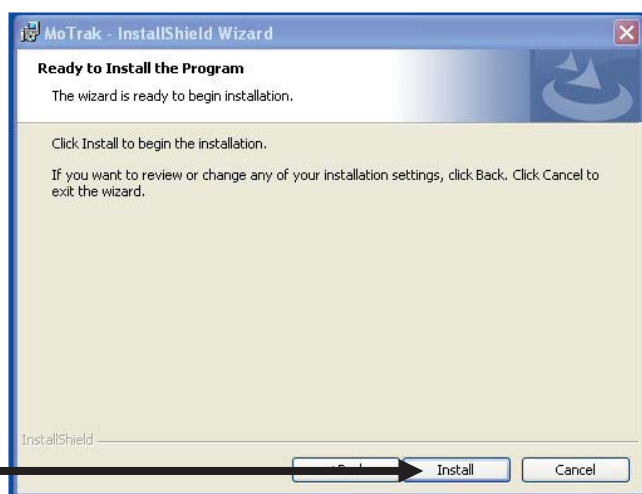 MoTrak - InstallShield Wizard
Ready to Install the Program
The wizard is ready to begin installation.
Click Install to begin the installation.
If you want to review or change any of your installation settings, click Back. Click Cancel to
exit the wizard.
InstallShield
Install Cancel